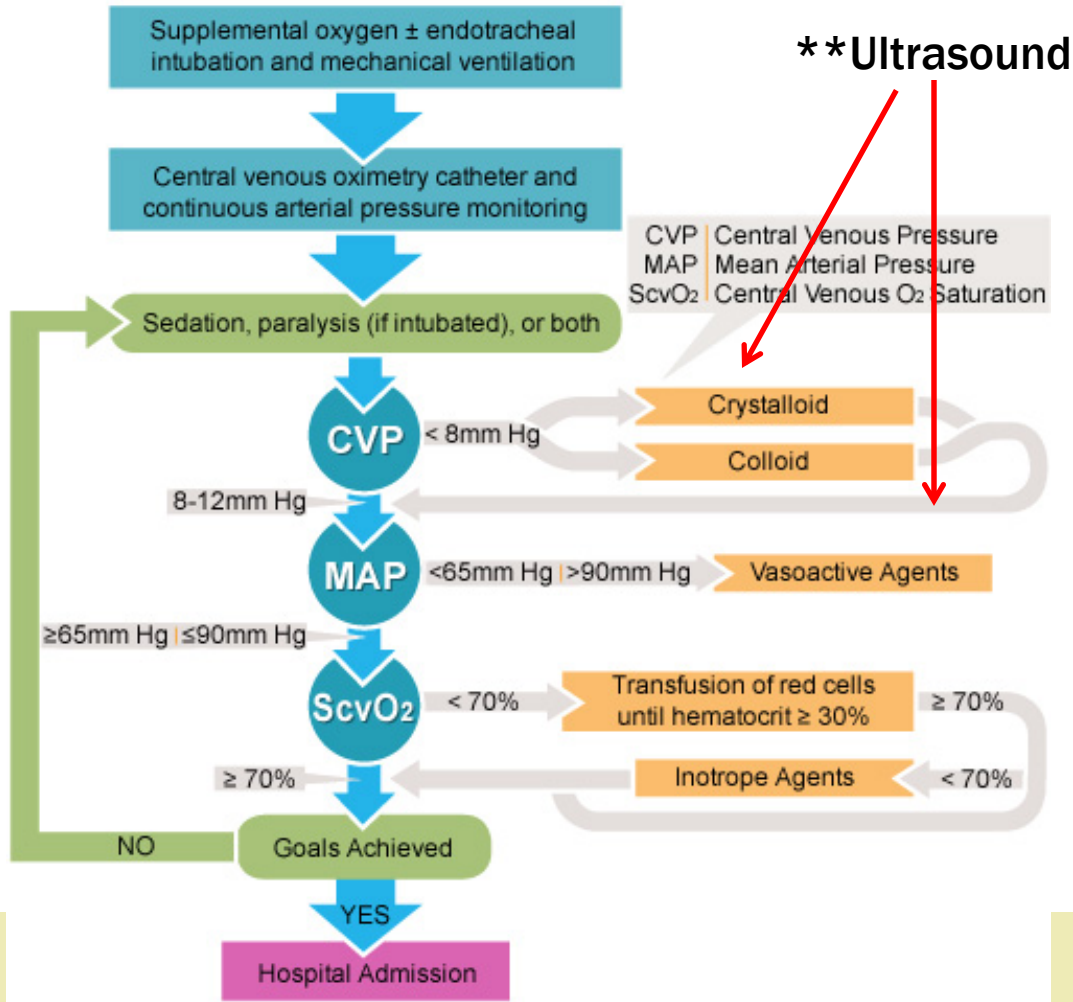 Supplemental oxygen ± endotracheal
intubation and mechanical ventilation
**Ultrasound
Central venous oximetry catheter and
continuous arterial pressure monitoring
CVP | Central Venous Pressure
MAP | Mean Arterial Pressure
ScvO₂ | Central Venous O₂ Saturation
Sedation, paralysis (if intubated), or both
CVP
< 8mm Hg
Crystalloid
Colloid
8-12mm Hg
MAP
<65mm Hg | >90mm Hg
Vasoactive Agents
≥65mm Hg | ≤90mm Hg
ScvO₂
< 70%
Transfusion of red cells
until hematocrit ≥ 30%
≥ 70%
≥ 70%
Inotrope Agents
< 70%
NO
Goals Achieved
YES
Hospital Admission